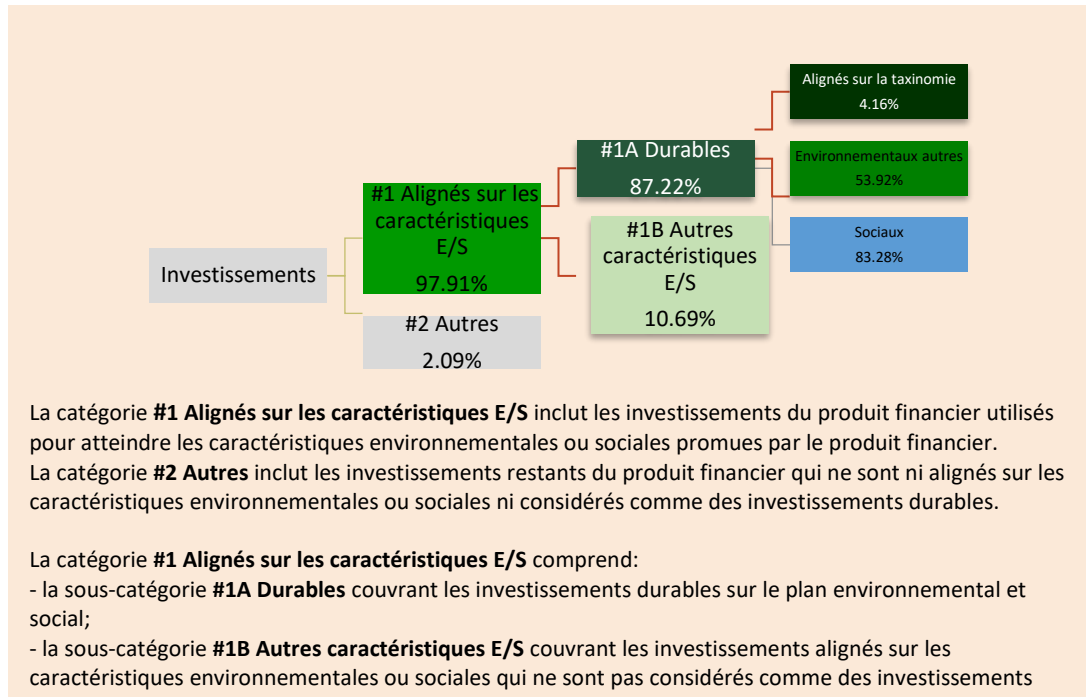 Investissements
#1 Alignés sur les
caractéristiques
E/S
97.91%
#2 Autres
2.09%
#1A Durables
87.22%
#1B Autres
caractéristiques
E/S
10.69%
Alignés sur la taxinomie
4.16%
Environnementaux autres
53.92%
Sociaux
83.28%
La catégorie #1 Alignés sur les caractéristiques E/S inclut les investissements du produit financier utilisés
pour atteindre les caractéristiques environnementales ou sociales promues par le produit financier.
La catégorie #2 Autres inclut les investissements restants du produit financier qui ne sont ni alignés sur les
caractéristiques environnementales ou sociales ni considérés comme des investissements durables.
La catégorie #1 Alignés sur les caractéristiques E/S comprend:
- la sous-catégorie #1A Durables couvrant les investissements durables sur le plan environnemental et
social;
- la sous-catégorie #1B Autres caractéristiques E/S couvrant les investissements alignés sur les
caractéristiques environnementales ou sociales qui ne sont pas considérés comme des investissements